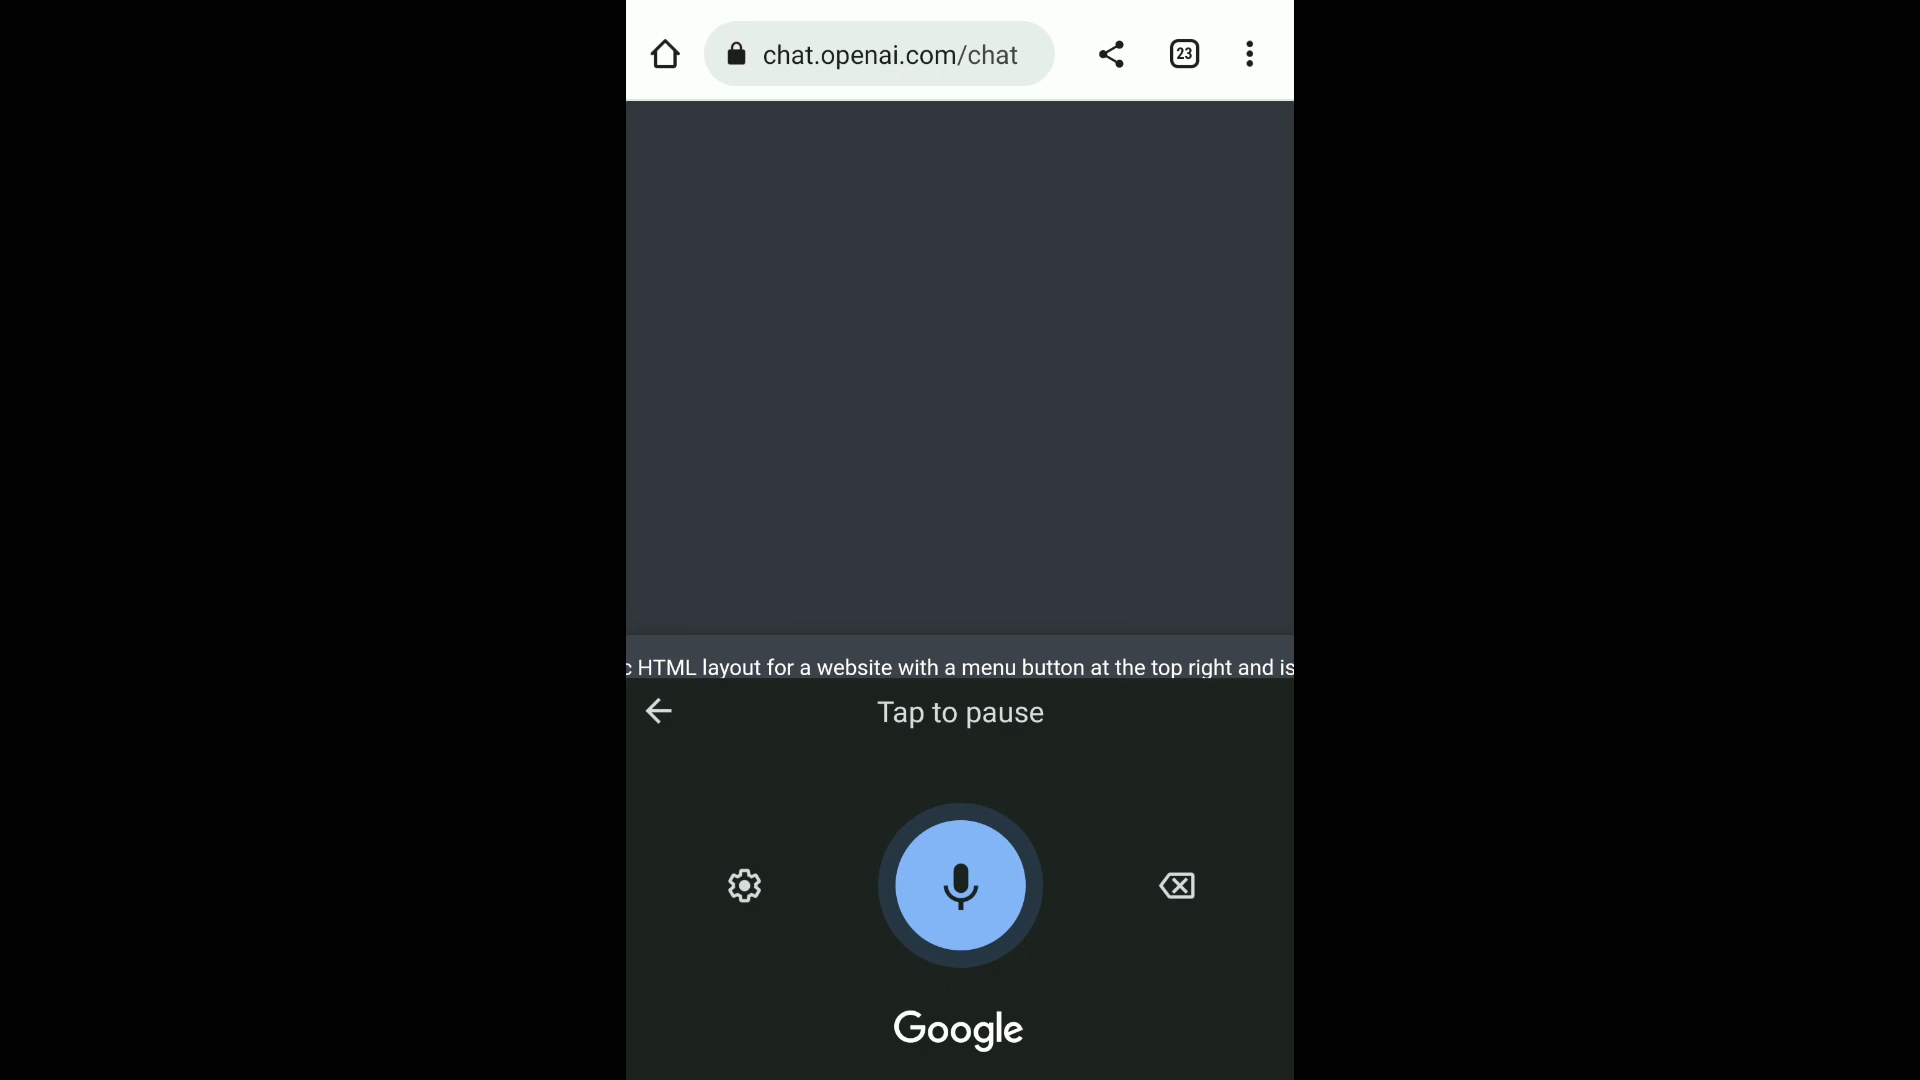 chat.openai.com/chat
23
HTML layout for a website with a menu button at the top right and is
Tap to pause
Google